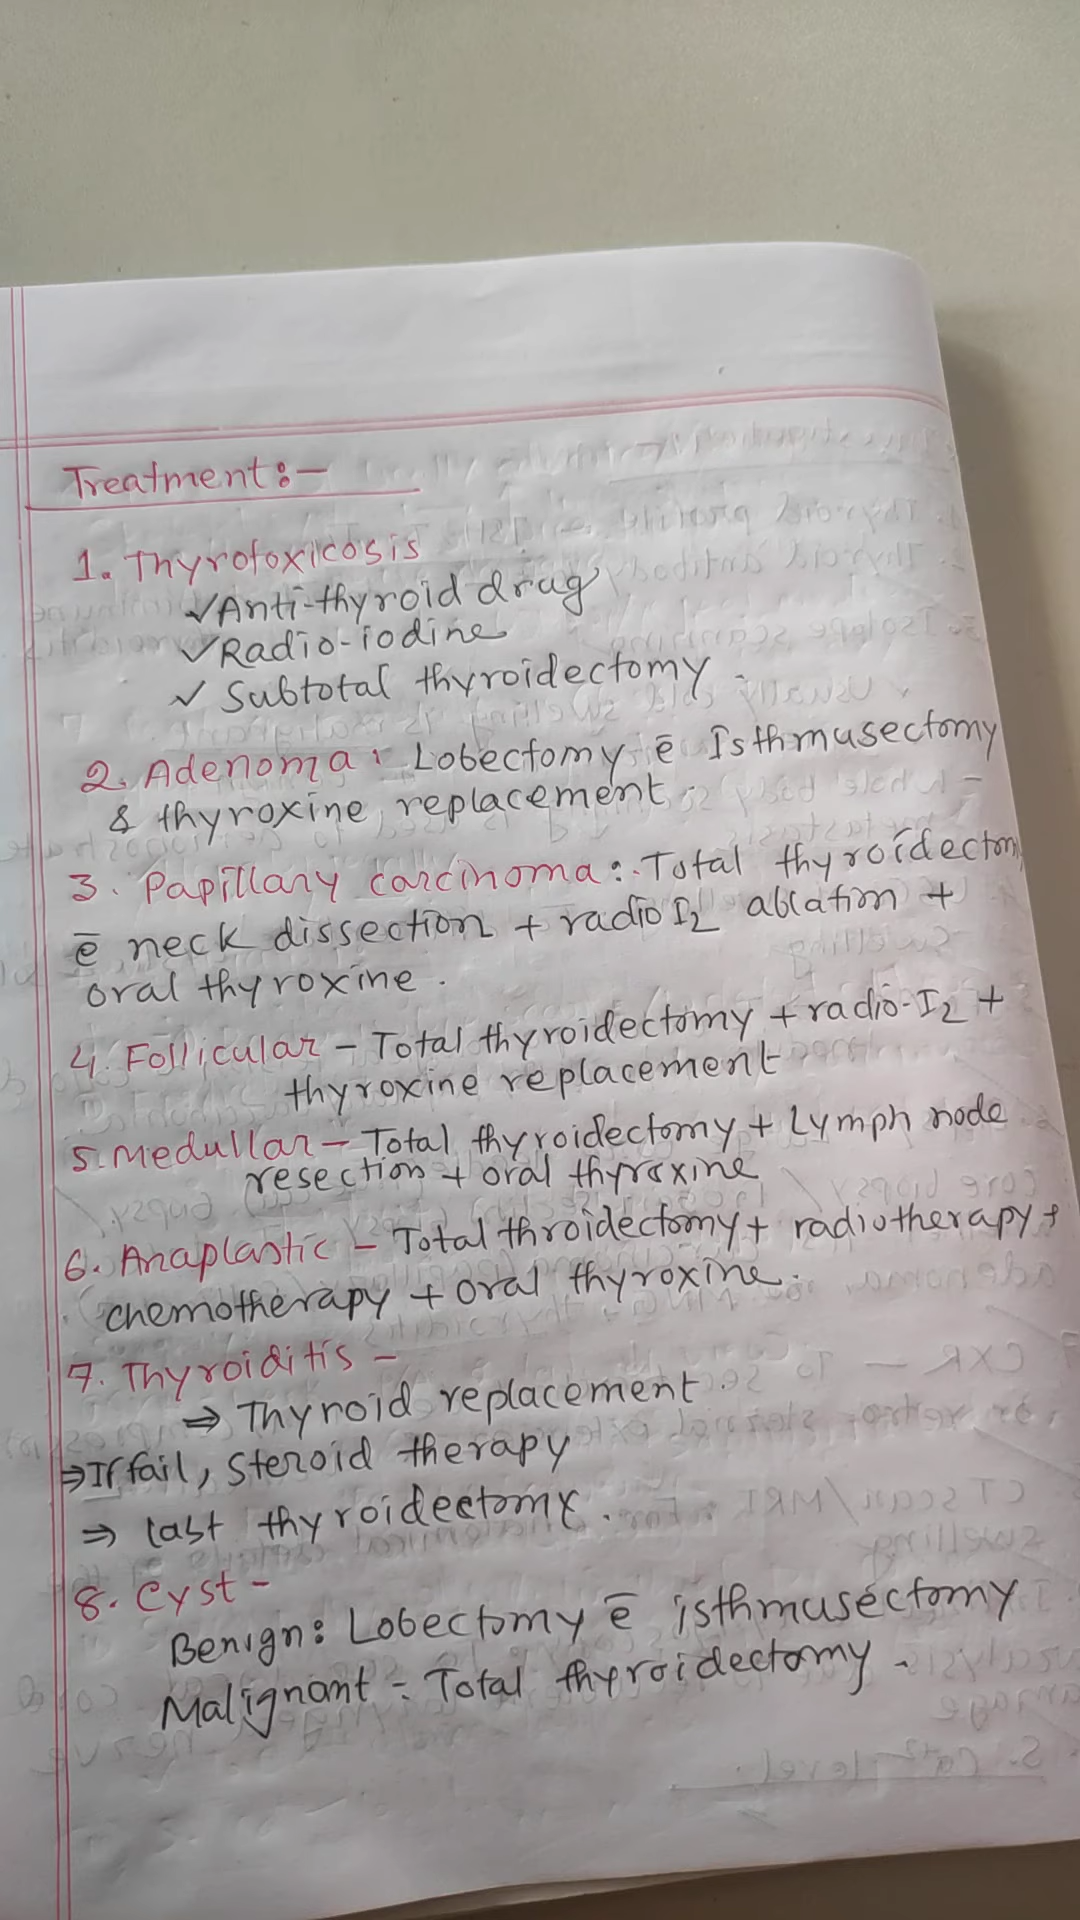 Treatment:-
1. Thyrotoxicosis
✓Anti-thyroid drug
✓Radio-iodine
✓ Subtotal thyroidectomy.
2. Adenoma: Lobectomy c̄ Isthmusectomy
& thyroxine replacement.
3. Papillary carcinoma: Total thyroidectomy
c̄ neck dissection + radio I₂ ablation +
oral thyroxine.
4. Follicular - Total thyroidectomy + radio-I₂ +
thyroxine replacement
5. Medullar - Total thyroidectomy + Lymph node
resection + oral thyroxine
6. Anaplastic - Total throidectomy + radiotherapy +
chemotherapy + oral thyroxine.
7. Thyroiditis -
⇒ Thyroid replacement.
⇒ If fail, Steroid therapy
⇒ last thyroidectomy.
8. Cyst -
Benign: Lobectomy c̄ isthmusectomy
Malignant - Total thyroidectomy.